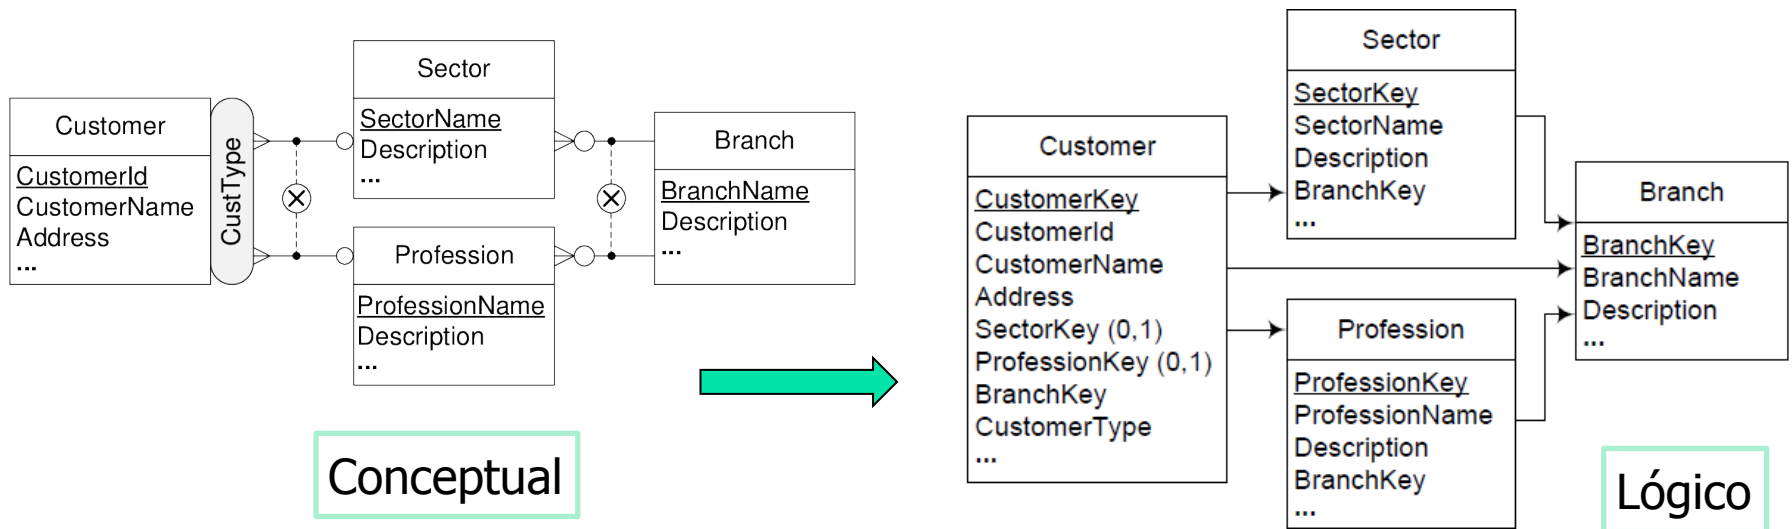 Customer
CustomerId
CustomerName
Address
...
CustType
Sector
SectorName
Description
...
Profession
ProfessionName
Description
...
Branch
BranchName
Description
...
Conceptual
Customer
CustomerKey
CustomerId
CustomerName
Address
SectorKey (0,1)
ProfessionKey (0,1)
BranchKey
CustomerType
...
Sector
SectorKey
SectorName
Description
BranchKey
...
Profession
ProfessionKey
ProfessionName
Description
BranchKey
...
Branch
BranchKey
BranchName
Description
...
Lógico